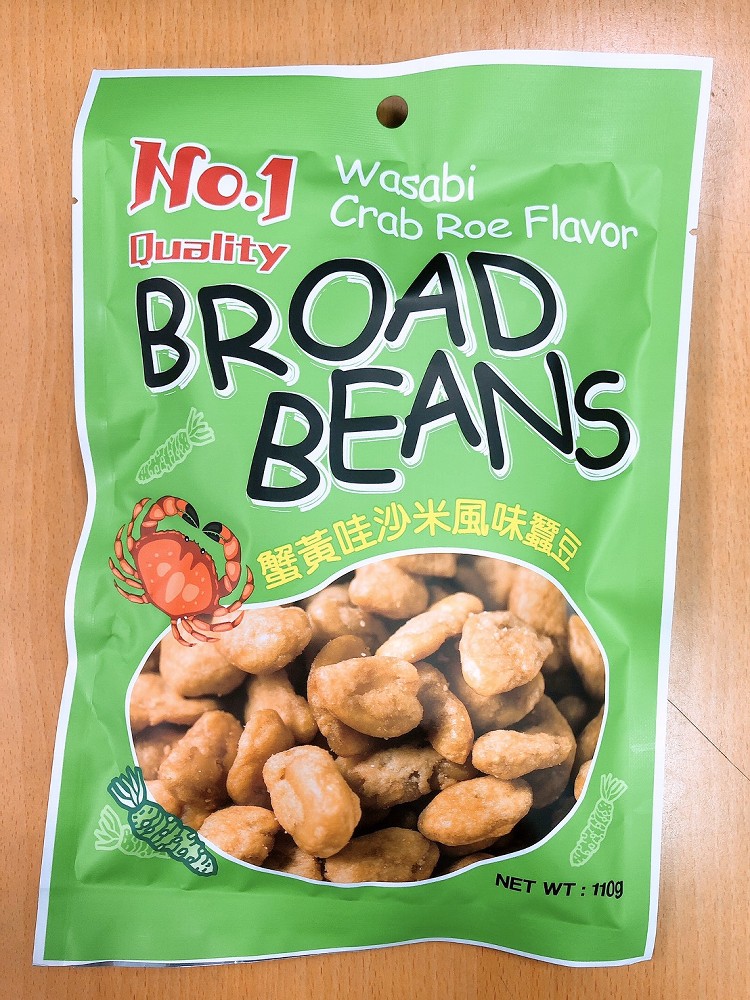 No.1
Quality
Wasabi
Crab Roe Flavor
BROAD
BEANS
蟹黃哇沙米風味蠶豆
NET WT : 110g